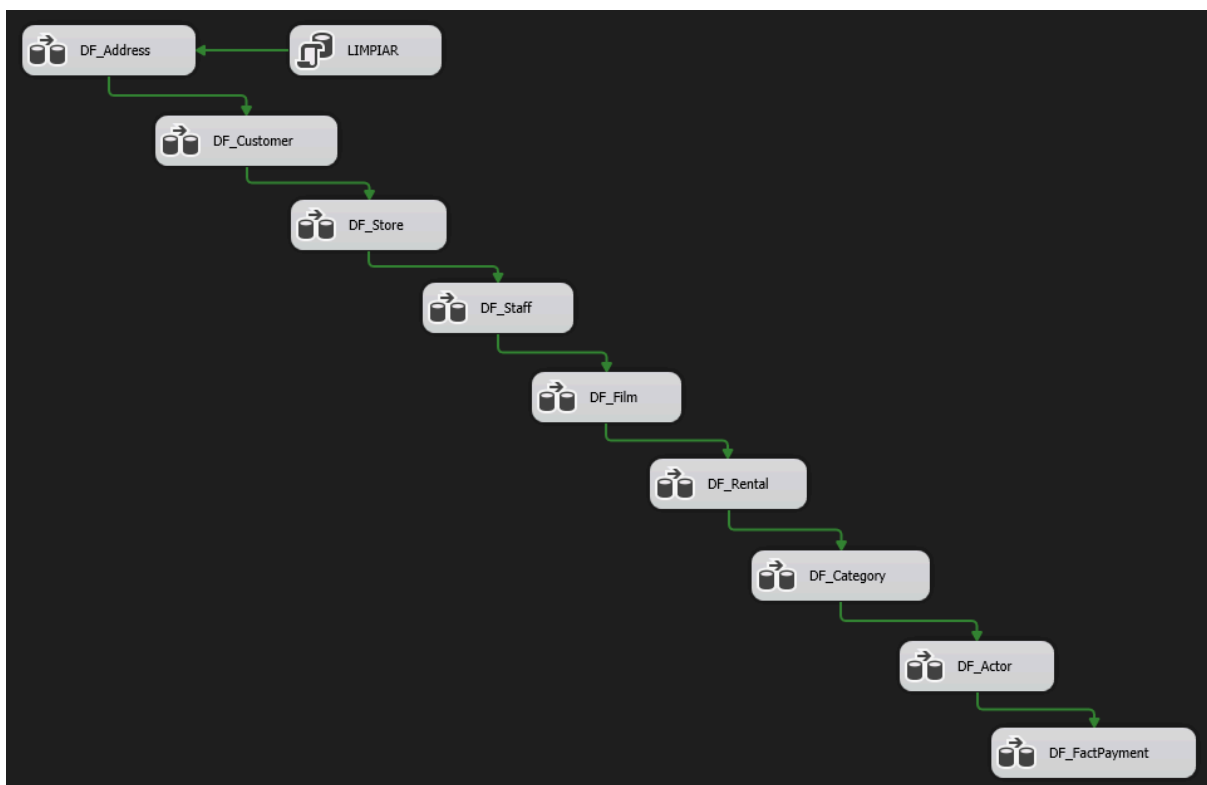 DF_Address
LIMPIAR
DF_Customer
DF_Store
DF_Staff
DF_Film
DF_Rental
DF_Category
DF_Actor
DF_FactPayment